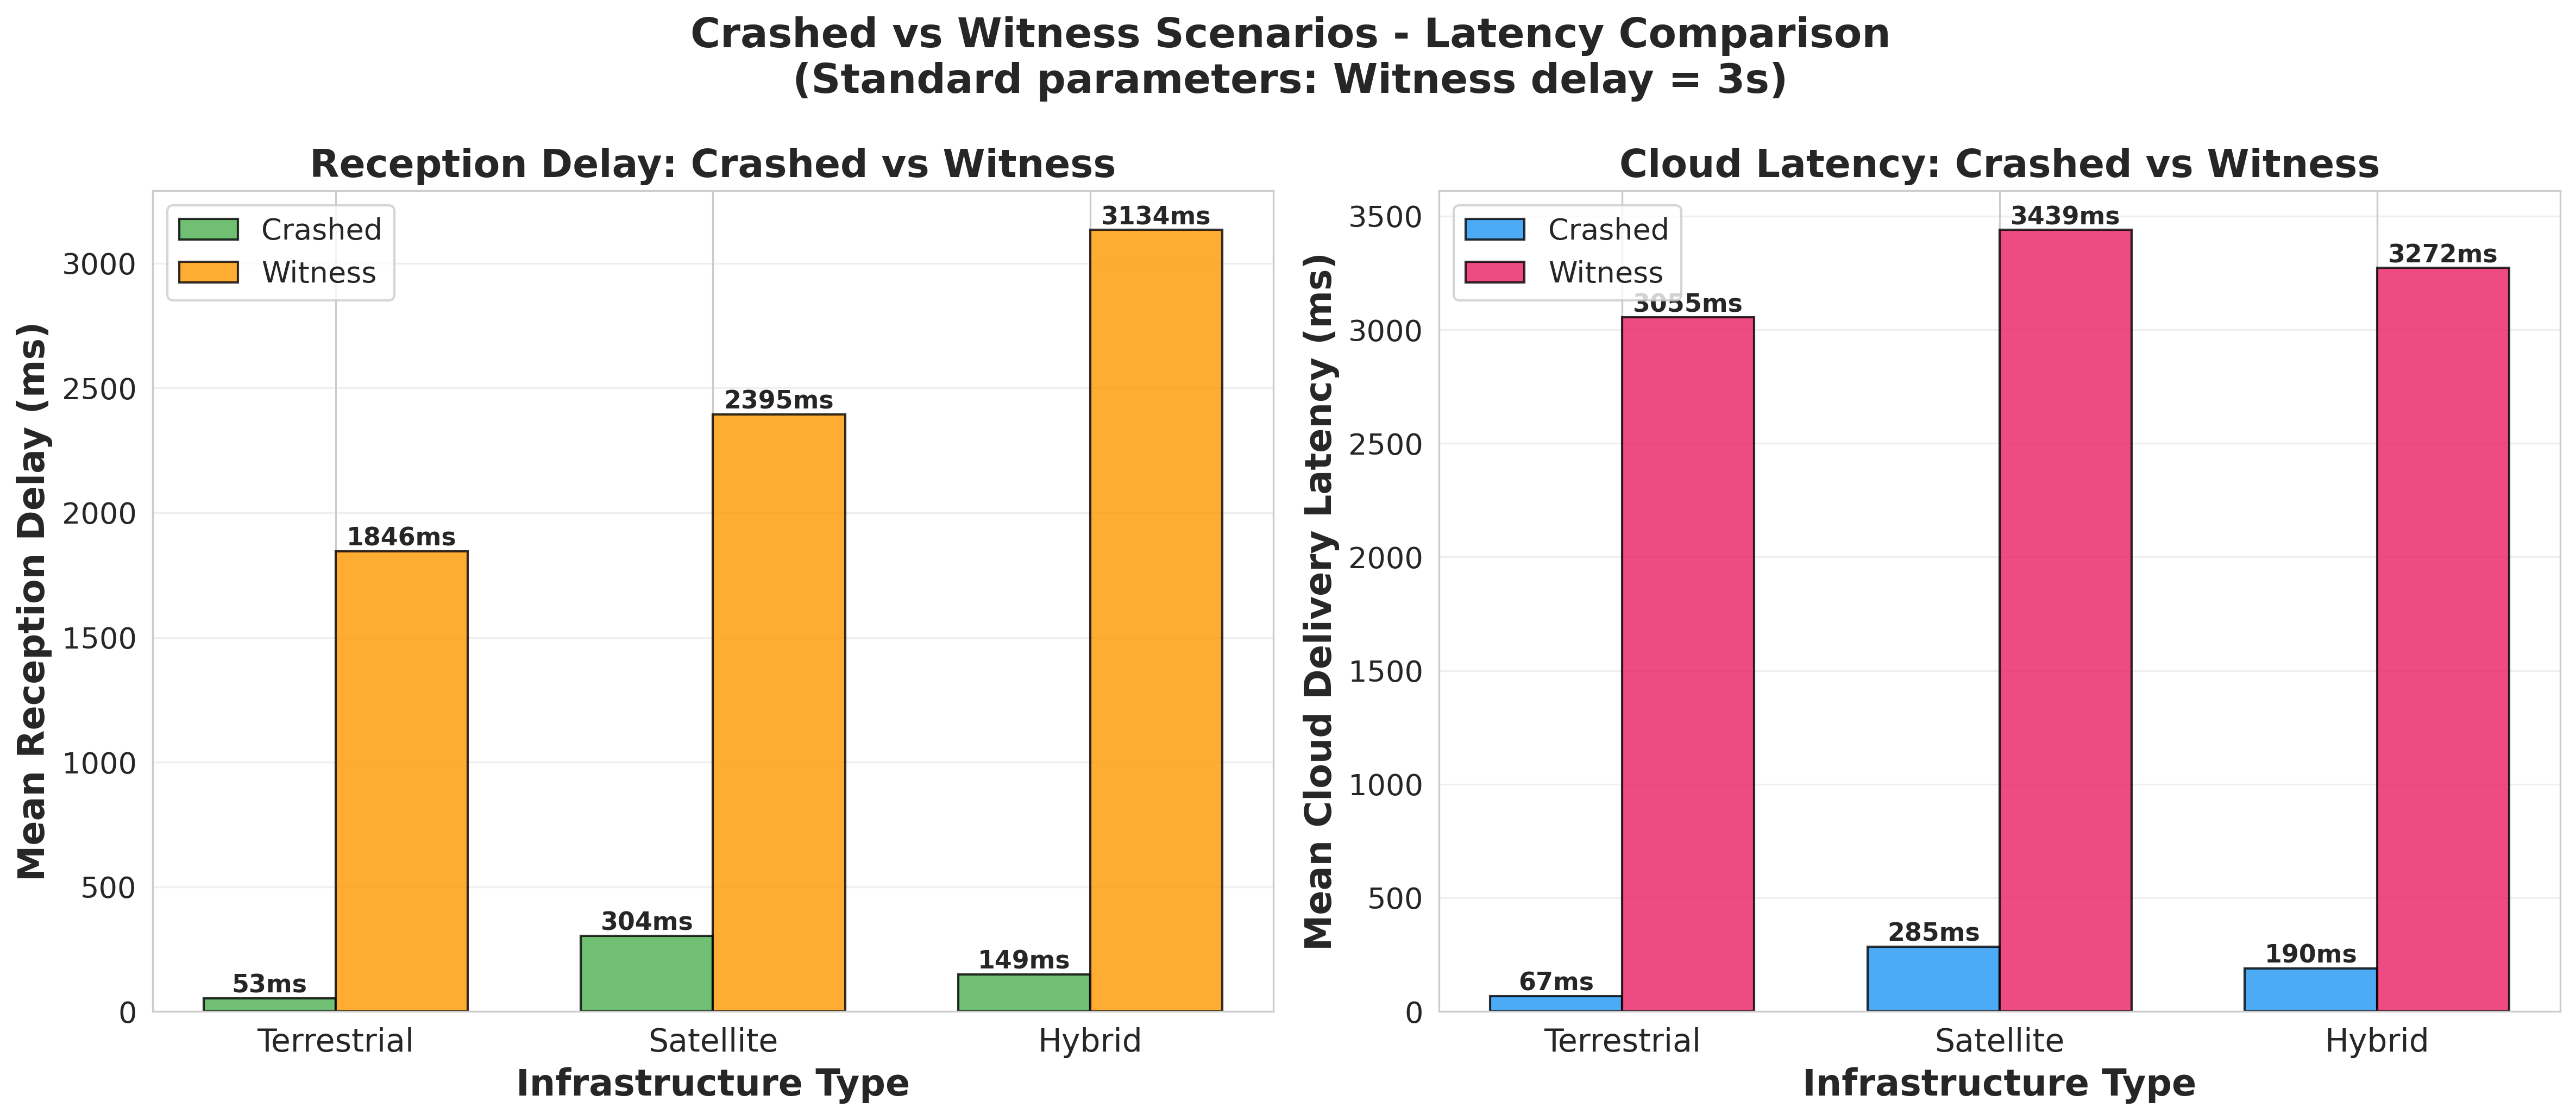 Crashed vs Witness Scenarios - Latency Comparison
(Standard parameters: Witness delay = 3s)
Reception Delay: Crashed vs Witness
Crashed
Witness
Mean Reception Delay (ms)
3000
2500
2000
1500
1000
500
0
53ms
1846ms
304ms
2395ms
149ms
3134ms
Terrestrial
Satellite
Hybrid
Infrastructure Type
Cloud Latency: Crashed vs Witness
Crashed
Witness
Mean Cloud Delivery Latency (ms)
3500
3000
2500
2000
1500
1000
500
0
67ms
3055ms
285ms
3439ms
190ms
3272ms
Terrestrial
Satellite
Hybrid
Infrastructure Type